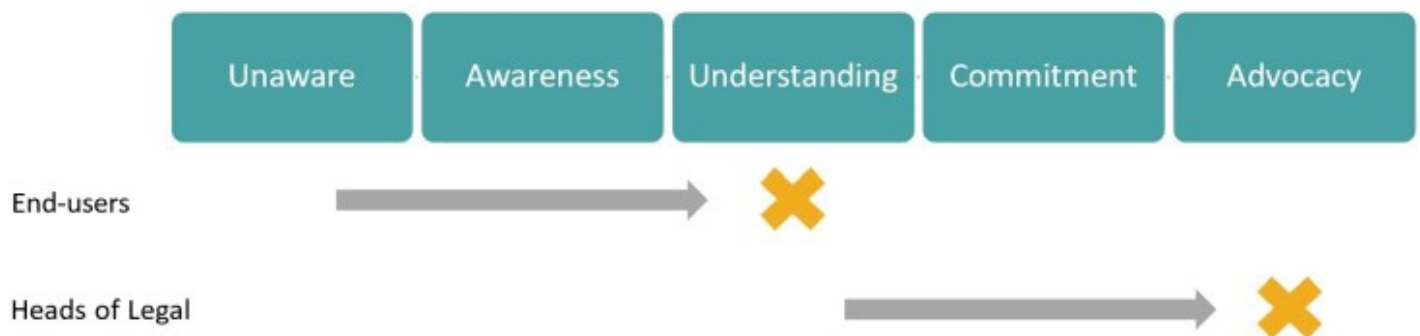 Unaware Awareness Understanding Commitment Advocacy
End-users
Heads of Legal